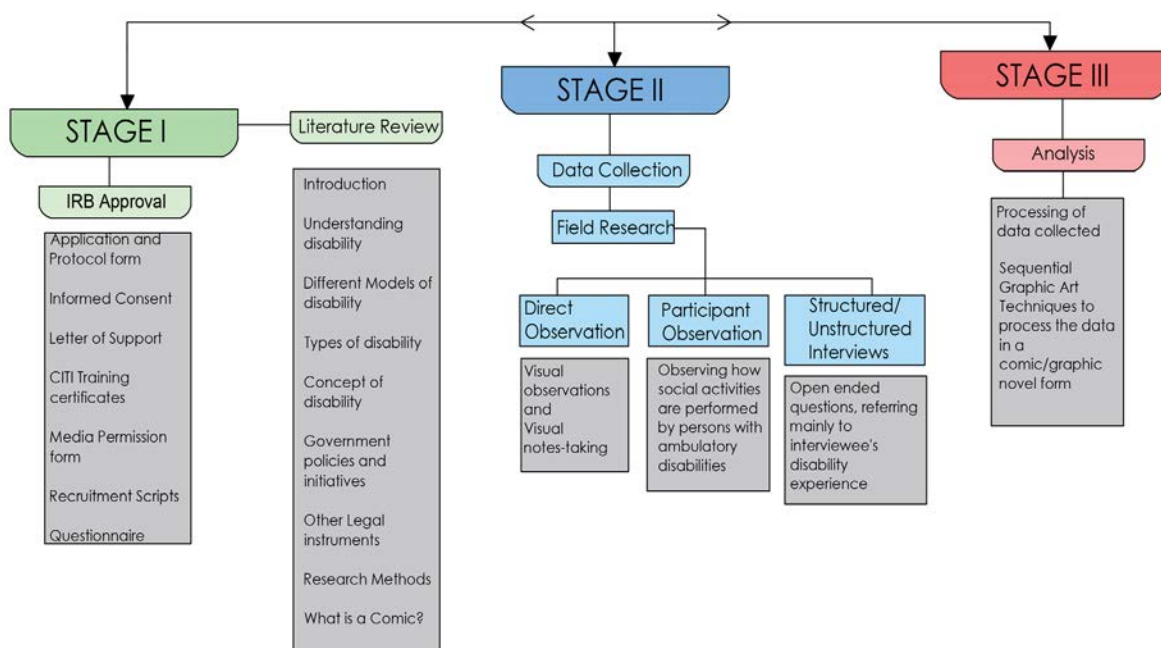 STAGE I
IRB Approval
Application and
Protocol form
Informed Consent
Letter of Support
CITI Training
certificates
Media Permission
form
Recruitment Scripts
Questionnaire
Literature Review
Introduction
Understanding
disability
Different Models of
disability
Types of disability
Concept of
disability
Government
policies and
initiatives
Other Legal
instruments
Research Methods
What is a Comic?
STAGE II
Data Collection
Field Research
Direct
Observation
Visual
observations
and
Visual
notes-taking
Participant
Observation
Observing how
social activities
are performed
by persons with
ambulatory
disabilities
Structured/
Unstructured
Interviews
Open ended
questions, referring
mainly to
interviewee's
disability
experience
STAGE III
Analysis
Processing of
data collected
Sequential
Graphic Art
Techniques to
process the data
in a
comic/graphic
novel form